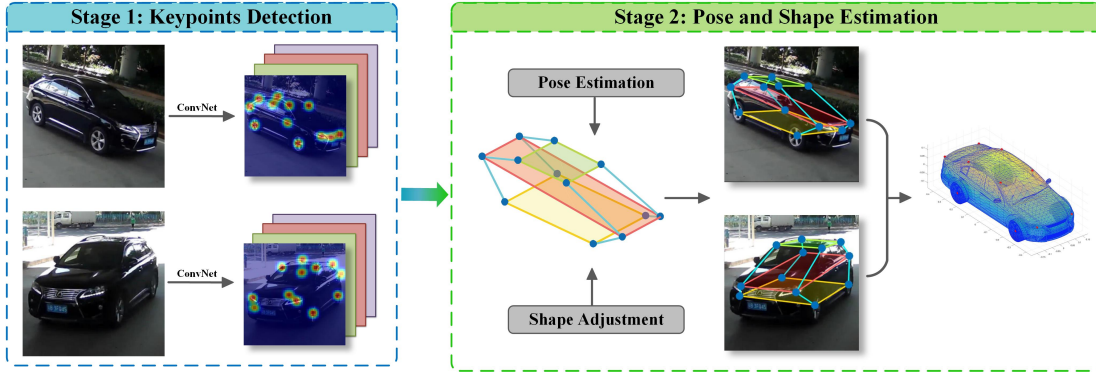 Stage 1: Keypoints Detection
ConvNet
ConvNet
Stage 2: Pose and Shape Estimation
Pose Estimation
Shape Adjustment